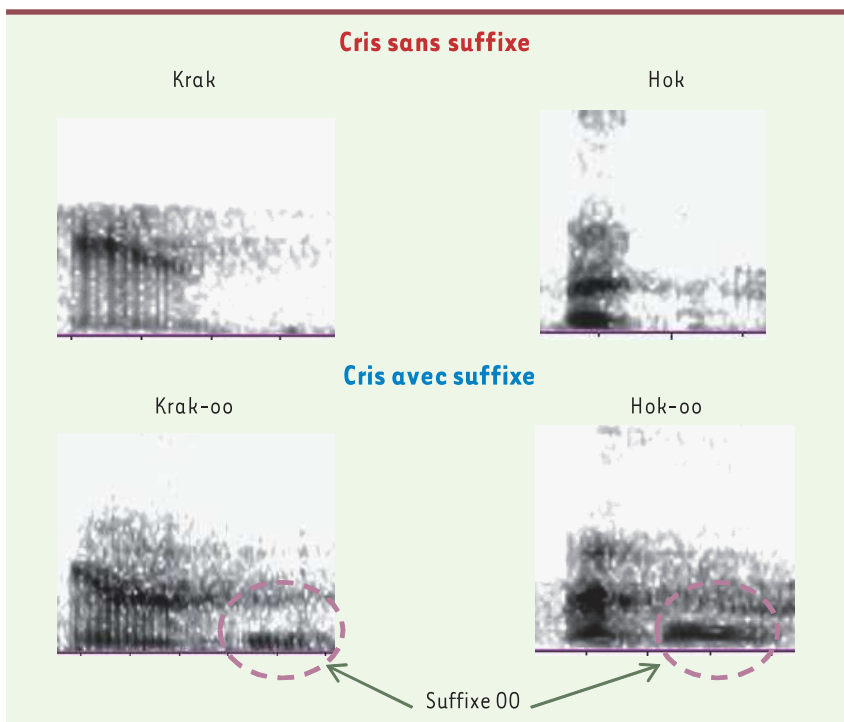 Cris sans suffixe
Krak
Hok
Cris avec suffixe
Krak-oo
Hok-oo
Suffixe OO